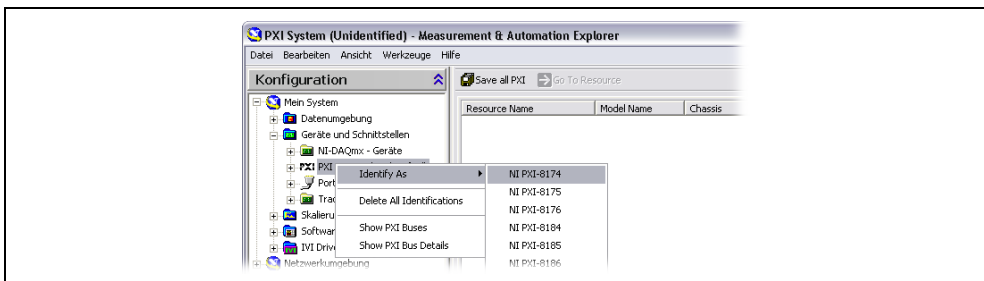 PXI System (Unidentified) - Measurement & Automation Explorer
Datei Bearbeiten Ansicht Werkzeuge Hilfe
Konfiguration
Save all PXI Go To Resource
Mein System
Resource Name Model Name Chassis
Datenumgebung
Geräte und Schnittstellen
NI-DAQmx - Geräte
PXI PXI
Identify As NI PXI-8174
Port
NI PXI-8175
Trac
Delete All Identifications
Skalieru
NI PXI-8176
Softwar
Show PXI Buses NI PXI-8184
IVI Drive
Show PXI Bus Details NI PXI-8185
Netzwerkumgebung
NI PXI-8186